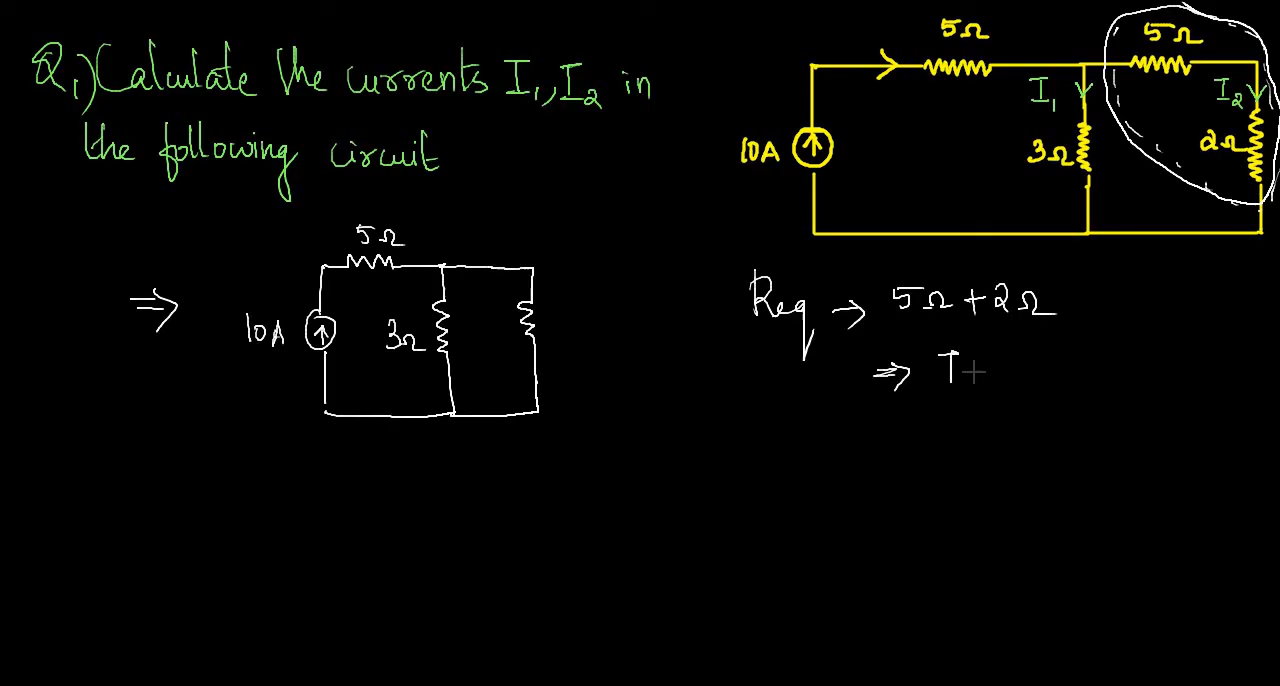 Q1) Calculate the currents I1, I2 in
the following circuit
5Ω
5Ω
I1
I2
10A
3Ω
2Ω
5Ω
⇒
10A
3Ω
Req → 5Ω + 2Ω
⇒